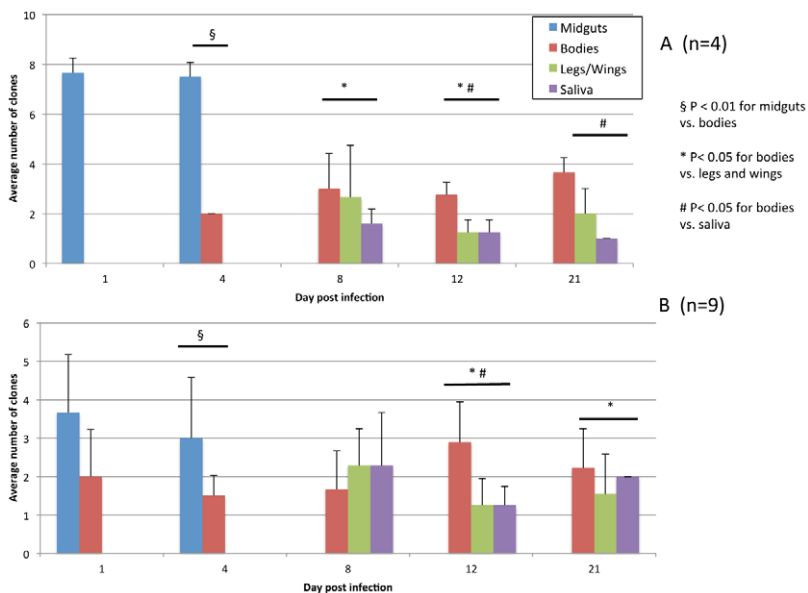 10
8
6
4
2
0
Average number of clones
§
*
* #
#
Midguts
Bodies
Legs/Wings
Saliva
1
4
8
12
21
Day post infection
A (n=4)
§ P < 0.01 for midguts
vs. bodies
* P< 0.05 for bodies
vs. legs and wings
# P< 0.05 for bodies
vs. saliva
B (n=9)
6
5
4
3
2
1
0
Average number of clones
§
* #
*
1
4
8
12
21
Day post infection